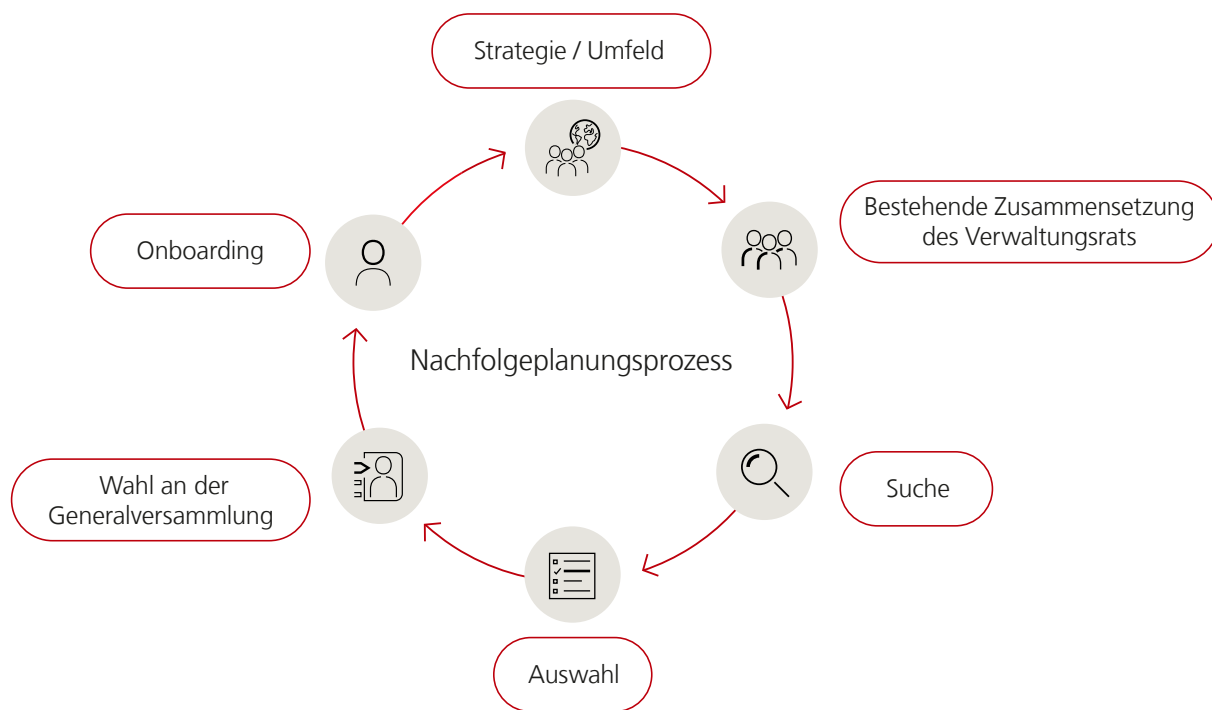 Strategie / Umfeld
Bestehende Zusammensetzung
des Verwaltungsrats
Onboarding
Nachfolgeplanungsprozess
Wahl an der
Generalversammlung
Suche
Auswahl